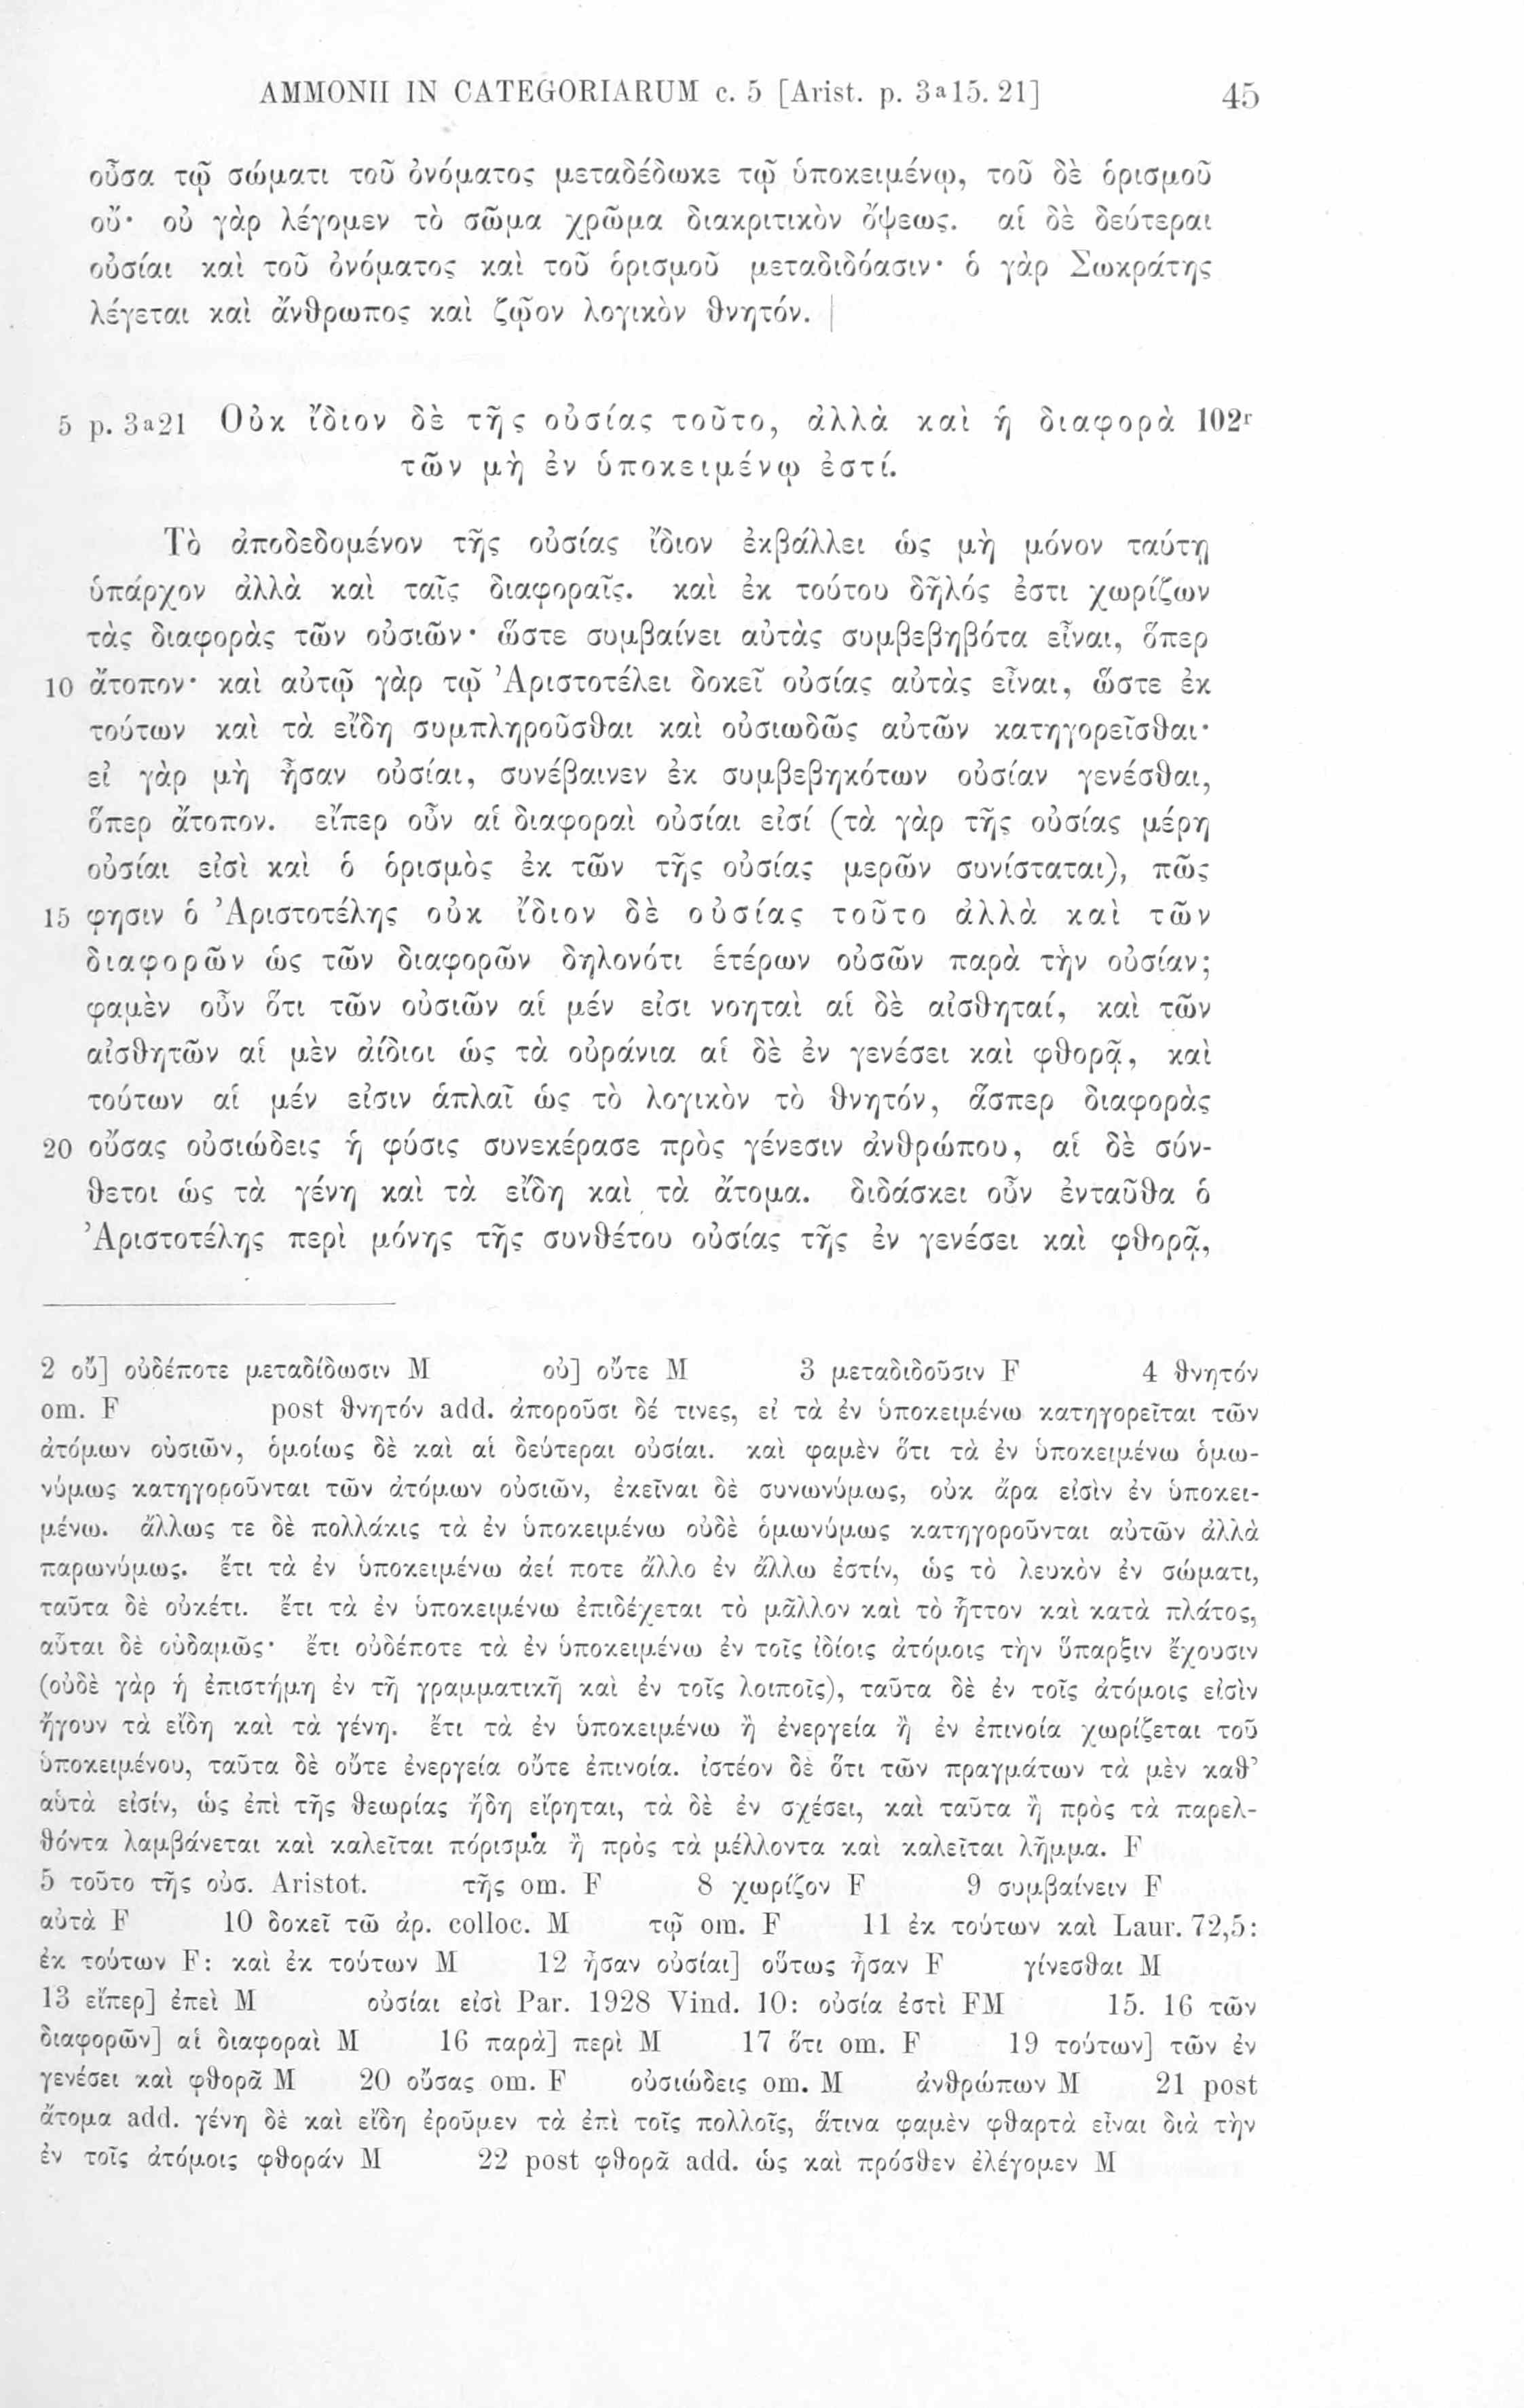 AMMONII IN CATEGORIARUM c. 5 [Arist. p. 3a15. 21] 45
οὖσα τῷ σώματι τοῦ ὀνόματος μεταδέδωκε τῷ ὑποκειμένῳ, τοῦ δὲ ὁρισμοῦ
οὔ· οὐ γὰρ λέγομεν τὸ σῶμα χρῶμα διακριτικὸν ὄψεως. αἱ δὲ δεύτεραι
οὐσίαι καὶ τοῦ ὀνόματος καὶ τοῦ ὁρισμοῦ μεταδιδόασιν· ὁ γὰρ Σωκράτης
λέγεται καὶ ἄνθρωπος καὶ ζῷον λογικὸν θνητόν. |
5 p. 3a21 Οὐκ ἴδιον δὲ τῆς οὐσίας τοῦτο, ἀλλὰ καὶ ἡ διαφορὰ 102r
τῶν μὴ ἐν ὑποκειμένῳ ἐστί.
Τὸ ἀποδεδομένον τῆς οὐσίας ἴδιον ἐκβάλλει ὡς μὴ μόνον ταύτῃ
ὑπάρχον ἀλλὰ καὶ ταῖς διαφοραῖς. καὶ ἐκ τούτου δῆλός ἐστι χωρίζων
τὰς διαφορὰς τῶν οὐσιῶν· ὥστε συμβαίνει αὐτὰς συμβεβηβότα εἶναι, ὅπερ
10 ἄτοπον· καὶ αὐτῷ γὰρ τῷ Ἀριστοτέλει δοκεῖ οὐσίας αὐτὰς εἶναι, ὥστε ἐκ
τούτων καὶ τὰ εἴδη συμπληροῦσθαι καὶ οὐσιωδῶς αὐτῶν κατηγορεῖσθαι·
εἰ γὰρ μὴ ἦσαν οὐσίαι, συνέβαινεν ἐκ συμβεβηκότων οὐσίαν γενέσθαι,
ὅπερ ἄτοπον. εἴπερ οὖν αἱ διαφοραὶ οὐσίαι εἰσί (τὰ γὰρ τῆς οὐσίας μέρη
οὐσίαι εἰσὶ καὶ ὁ ὁρισμὸς ἐκ τῶν τῆς οὐσίας μερῶν συνίσταται), πῶς
15 φησιν ὁ Ἀριστοτέλης οὐκ ἴδιον δὲ οὐσίας τοῦτο ἀλλὰ καὶ τῶν
διαφορῶν ὡς τῶν διαφορῶν δηλονότι ἑτέρων οὐσῶν παρὰ τὴν οὐσίαν;
φαμὲν οὖν ὅτι τῶν οὐσιῶν αἱ μέν εἰσι νοηταὶ αἱ δὲ αἰσθηταί, καὶ τῶν
αἰσθητῶν αἱ μὲν ἀίδιοι ὡς τὰ οὐράνια αἱ δὲ ἐν γενέσει καὶ φθορᾷ, καὶ
τούτων αἱ μέν εἰσιν ἁπλαῖ ὡς τὸ λογικὸν τὸ θνητόν, ἅσπερ διαφορὰς
20 οὔσας οὐσιώδεις ἡ φύσις συνεκέρασε πρὸς γένεσιν ἀνθρώπου, αἱ δὲ σύν-
θετοι ὡς τὰ γένη καὶ τὰ εἴδη καὶ τὰ ἄτομα. διδάσκει οὖν ἐνταῦθα ὁ
Ἀριστοτέλης περὶ μόνης τῆς συνθέτου οὐσίας τῆς ἐν γενέσει καὶ φθορᾷ,
2 οὔ] οὐδέποτε μεταδίδωσιν M οὐ] οὔτε M 3 μεταδιδοῦσιν F 4 θνητόν
om. F post θνητόν add. ἀποροῦσι δέ τινες, εἰ τὰ ἐν ὑποκειμένω κατηγορεῖται τῶν
ἀτόμων οὐσιῶν, ὁμοίως δὲ καὶ αἱ δεύτεραι οὐσίαι. καὶ φαμὲν ὅτι τὰ ἐν ὑποκειμένω ὁμω-
νύμως κατηγοροῦνται τῶν ἀτόμων οὐσιῶν, ἐκεῖναι δὲ συνωνύμως, οὐκ ἄρα εἰσὶν ἐν ὑποκει-
μένω. ἄλλως τε δὲ πολλάκις τὰ ἐν ὑποκειμένω οὐδὲ ὁμωνύμως κατηγοροῦνται αὐτῶν ἀλλὰ
παρωνύμως. ἔτι τὰ ἐν ὑποκειμένω ἀεί ποτε ἄλλο ἐν ἄλλω ἐστίν, ὡς τὸ λευκὸν ἐν σώματι,
ταῦτα δὲ οὐκέτι. ἔτι τὰ ἐν ὑποκειμένω ἐπιδέχεται τὸ μᾶλλον καὶ τὸ ἧττον καὶ κατὰ πλάτος,
αὗται δὲ οὐδαμῶς· ἔτι οὐδέποτε τὰ ἐν ὑποκειμένω ἐν τοῖς ἰδίοις ἀτόμοις τὴν ὕπαρξιν ἔχουσιν
(οὐδὲ γὰρ ἡ ἐπιστήμη ἐν τῆ γραμματικῆ καὶ ἐν τοῖς λοιποῖς), ταῦτα δὲ ἐν τοῖς ἀτόμοις εἰσὶν
ἤγουν τὰ εἴδη καὶ τὰ γένη. ἔτι τὰ ἐν ὑποκειμένω ἢ ἐνεργεία ἢ ἐν ἐπινοία χωρίζεται τοῦ
ὑποκειμένου, ταῦτα δὲ οὔτε ἐνεργεία οὔτε ἐπινοία. ἰστέον δὲ ὅτι τῶν πραγμάτων τὰ μὲν καθ’
αὑτὰ εἰσίν, ὡς ἐπὶ τῆς θεωρίας ἤδη εἴρηται, τὰ δὲ ἐν σχέσει, καὶ ταῦτα ἢ πρὸς τὰ παρελ-
θόντα λαμβάνεται καὶ καλεῖται πόρισμα ἢ πρὸς τὰ μέλλοντα καὶ καλεῖται λῆμμα. F
5 τοῦτο τῆς οὐσ. Aristot. τῆς om. F 8 χωρίζον F 9 συμβαίνειν F
αὐτὰ F 10 δοκεῖ τῶ ἀρ. colloc. M τῷ om. F 11 ἐκ τούτων καὶ Laur. 72,5:
ἐκ τούτων F: καὶ ἐκ τούτων M 12 ἦσαν οὐσίαι] οὕτως ἦσαν F γίνεσθαι M
13 εἴπερ] ἐπεὶ M οὐσίαι εἰσὶ Par. 1928 Vind. 10: οὐσία ἐστὶ FM 15. 16 τῶν
διαφορῶν] αἱ διαφοραὶ M 16 παρὰ] περὶ M 17 ὅτι om. F 19 τούτων] τῶν ἐν
γενέσει καὶ φθορᾶ M 20 οὔσας om. F οὐσιώδεις om. M ἀνθρώπων M 21 post
ἄτομα add. γένη δὲ καὶ εἴδη ἐροῦμεν τὰ ἐπὶ τοῖς πολλοῖς, ἅτινα φαμὲν φθαρτὰ εἶναι διὰ τὴν
ἐν τοῖς ἀτόμοις φθοράν M 22 post φθορᾶ add. ὡς καὶ πρόσθεν ἐλέγομεν M